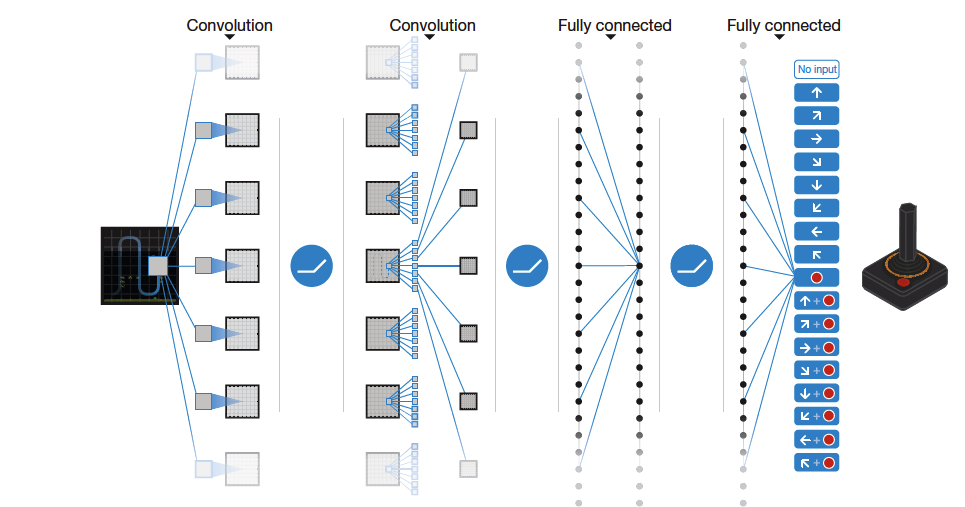 Convolution
Convolution
Fully connected
Fully connected
No input
+
+
+
+
+
+
+
+